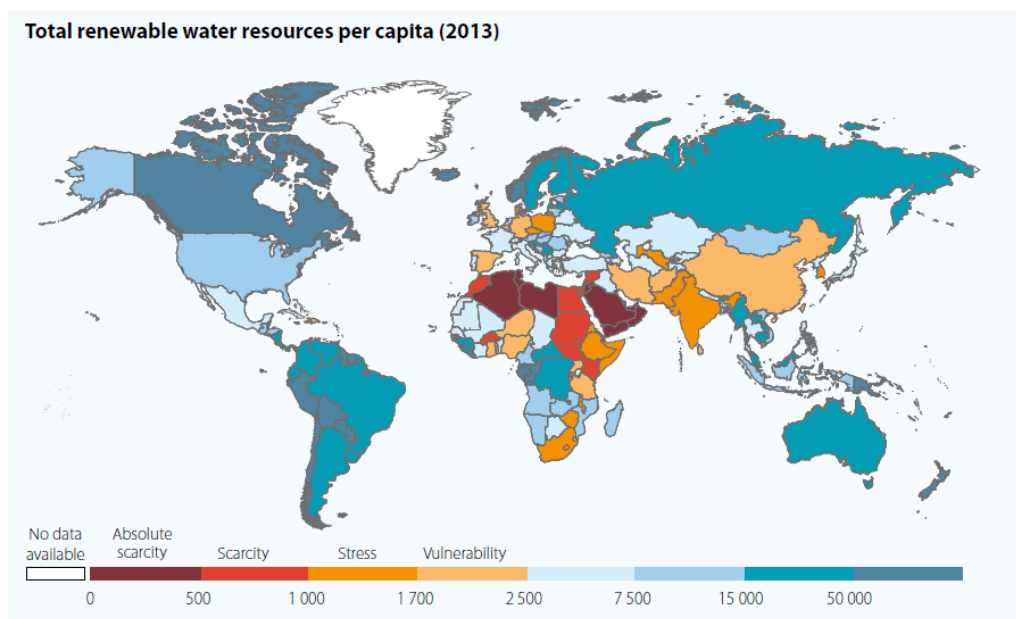 Total renewable water resources per capita (2013)
No data
available
Absolute
scarcity
Scarcity
Stress
Vulnerability
0
500
1 000
1 700
2 500
7 500
15 000
50 000